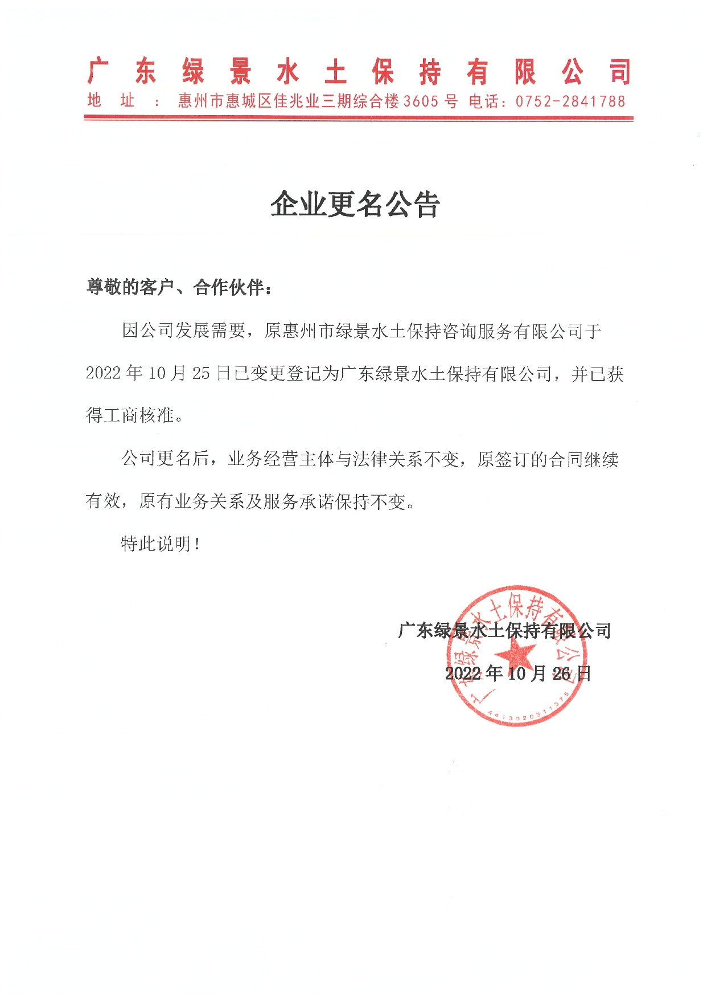 广东绿景水土保持有限公司
地址：惠州市惠城区佳兆业三期综合楼3605号 电话：0752-2841788
企业更名公告
尊敬的客户、合作伙伴：
因公司发展需要，原惠州市绿景水土保持咨询服务有限公司于
2022年10月25日已变更登记为广东绿景水土保持有限公司，并已获
得工商核准。
公司更名后，业务经营主体与法律关系不变，原签订的合同继续
有效，原有业务关系及服务承诺保持不变。
特此说明！
广东绿景水土保持有限公司
2022年10月26日
广东绿景水土保持有限公司
4413020311375